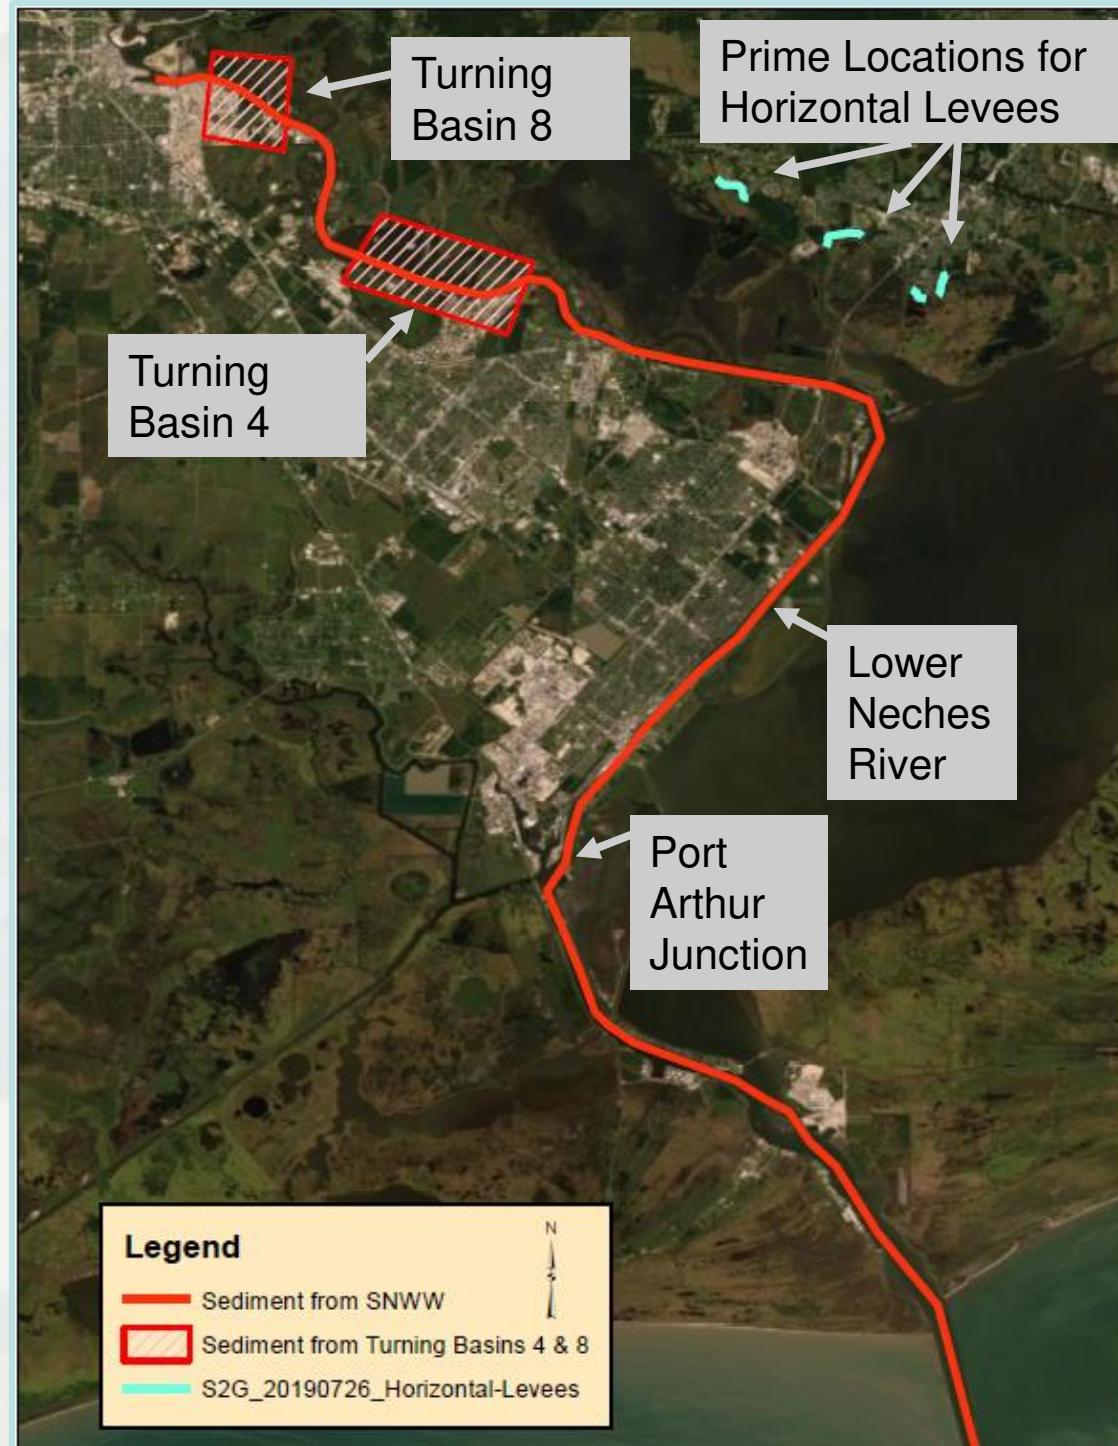 Turning
Basin 8
Prime Locations for
Horizontal Levees
Turning
Basin 4
Lower
Neches
River
Port
Arthur
Junction
Legend
N
Sediment from SNWW
Sediment from Turning Basins 4 & 8
S2G_20190726_Horizontal-Levees